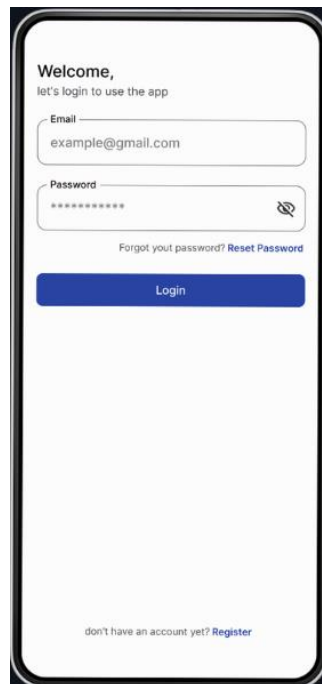 Welcome,
let's login to use the app
Email
example@gmail.com
Password
***********
Forgot yout password? Reset Password
Login
don't have an account yet? Register